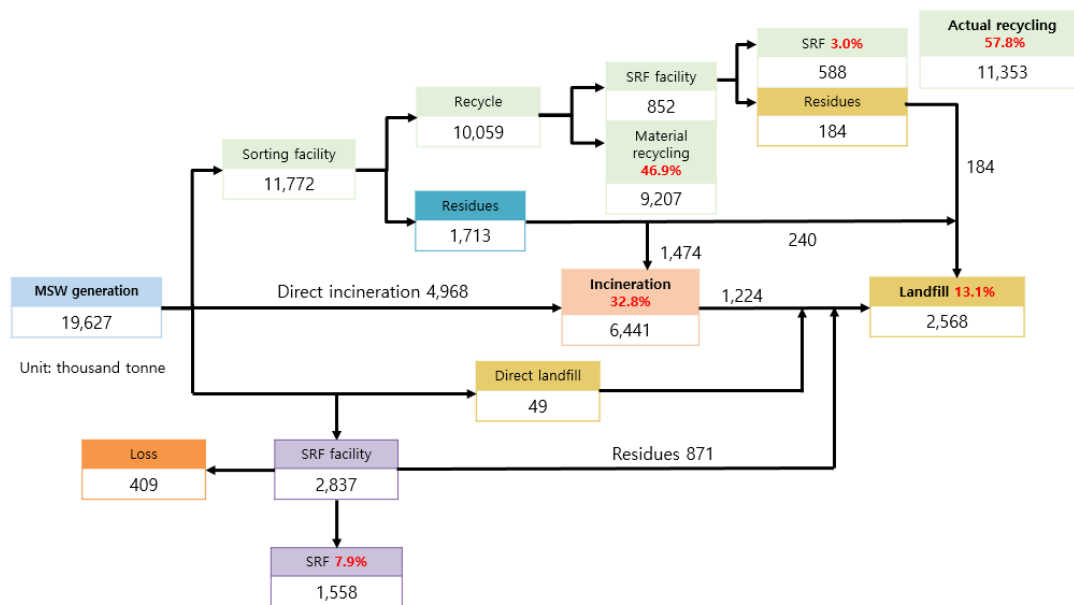 SRF 3.0%
588
Actual recycling
57.8%
11,353
SRF facility
852
Residues
184
Recycle
10,059
Material
recycling
46.9%
9,207
184
Sorting facility
11,772
Residues
1,713
240
1,474
MSW generation
19,627
Direct incineration 4,968
Incineration
32.8%
6,441
1,224
Landfill 13.1%
2,568
Unit: thousand tonne
Direct landfill
49
Loss
409
SRF facility
2,837
Residues 871
SRF 7.9%
1,558